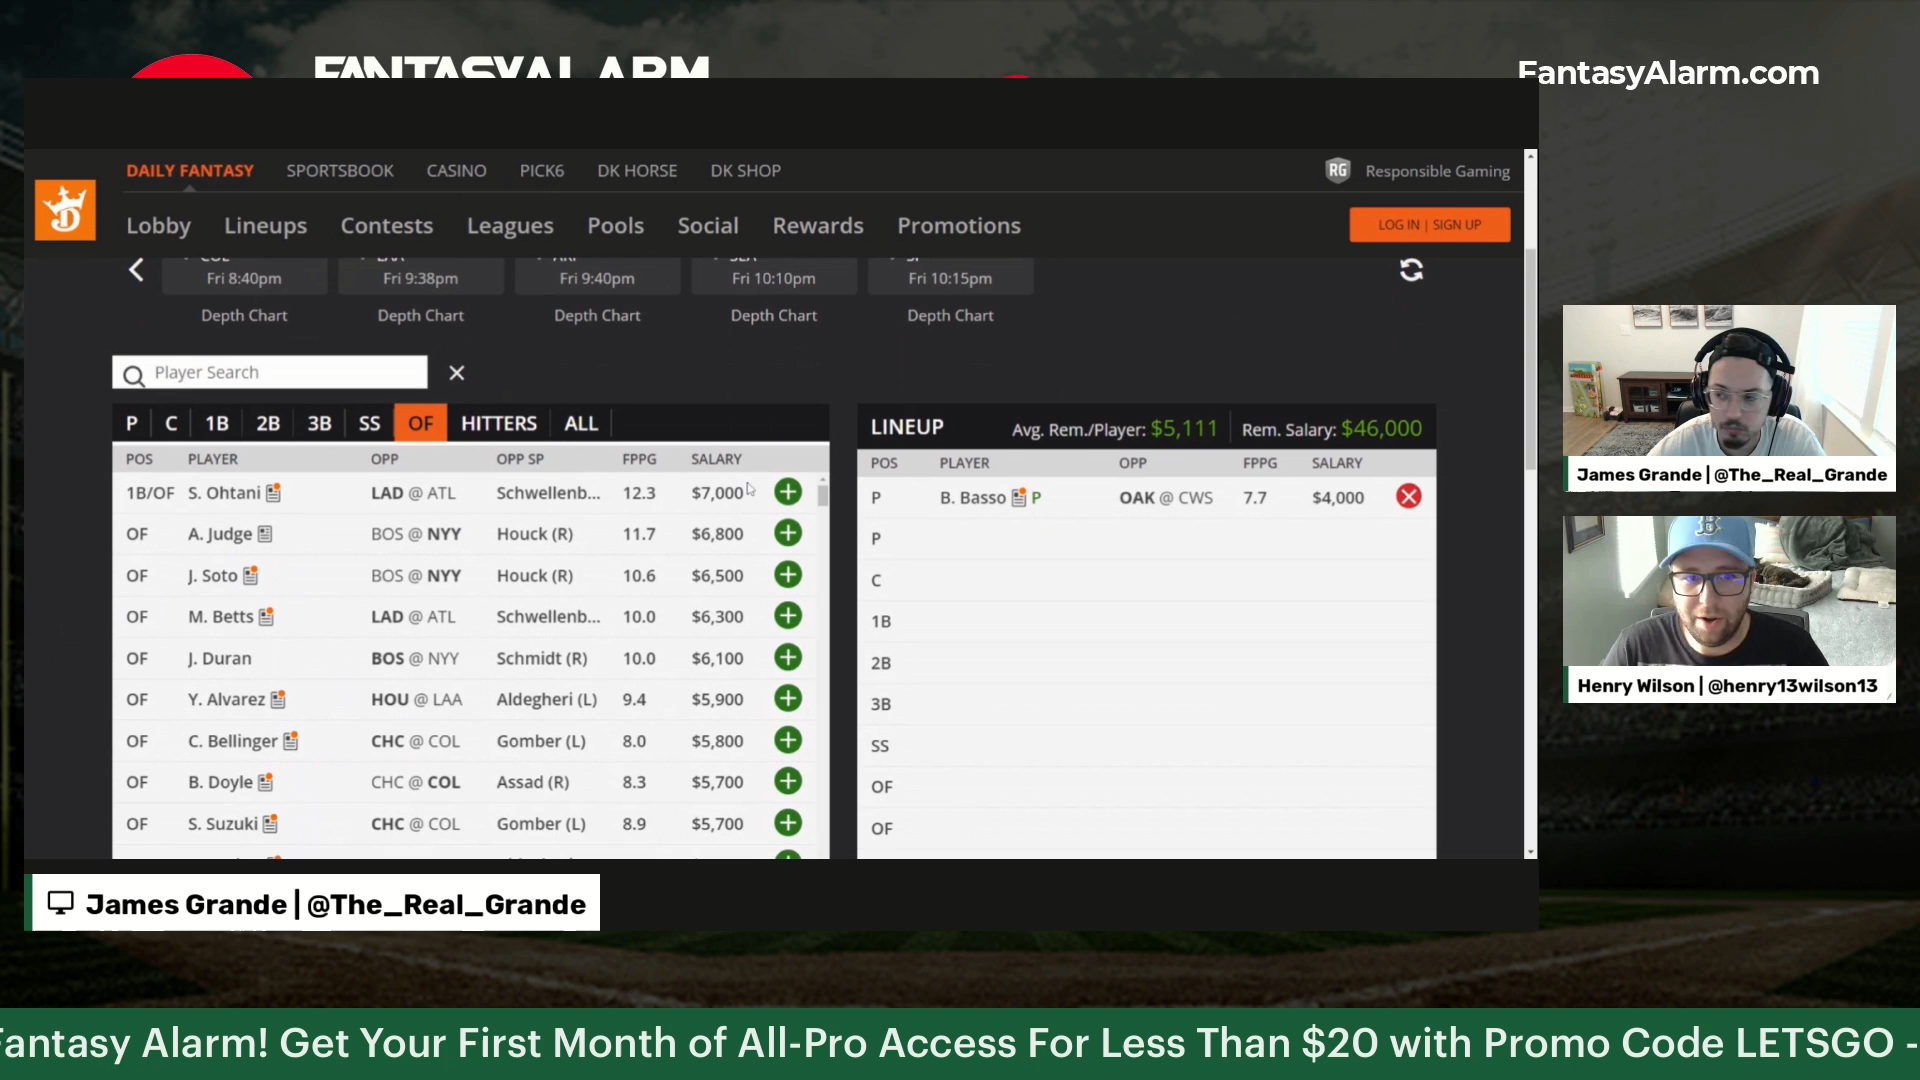 FANTASYALARM
FantasyAlarm.com
DAILY FANTASY SPORTSBOOK CASINO PICK6 DK HORSE DK SHOP
RG Responsible Gaming
Lobby Lineups Contests Leagues Pools Social Rewards Promotions
LOG IN | SIGN UP
Fri 8:40pm Fri 9:38pm Fri 9:40pm Fri 10:10pm Fri 10:15pm
Depth Chart Depth Chart Depth Chart Depth Chart Depth Chart
Player Search
P C 1B 2B 3B SS OF HITTERS ALL
POS PLAYER OPP OPP SP FPPG SALARY
1B/OF S. Ohtani LAD @ ATL Schwellenb... 12.3 $7,000
OF A. Judge BOS @ NYY Houck (R) 11.7 $6,800
OF J. Soto BOS @ NYY Houck (R) 10.6 $6,500
OF M. Betts LAD @ ATL Schwellenb... 10.0 $6,300
OF J. Duran BOS @ NYY Schmidt (R) 10.0 $6,100
OF Y. Alvarez HOU @ LAA Aldegheri (L) 9.4 $5,900
OF C. Bellinger CHC @ COL Gomber (L) 8.0 $5,800
OF B. Doyle CHC @ COL Assad (R) 8.3 $5,700
OF S. Suzuki CHC @ COL Gomber (L) 8.9 $5,700
LINEUP Avg. Rem./Player: $5,111 Rem. Salary: $46,000
POS PLAYER OPP FPPG SALARY
P B. Basso P OAK @ CWS 7.7 $4,000
P
C
1B
2B
3B
SS
OF
OF
James Grande | @The_Real_Grande
Henry Wilson | @henry13wilson13
James Grande | @The_Real_Grande
Fantasy Alarm! Get Your First Month of All-Pro Access For Less Than $20 with Promo Code LETSGO -